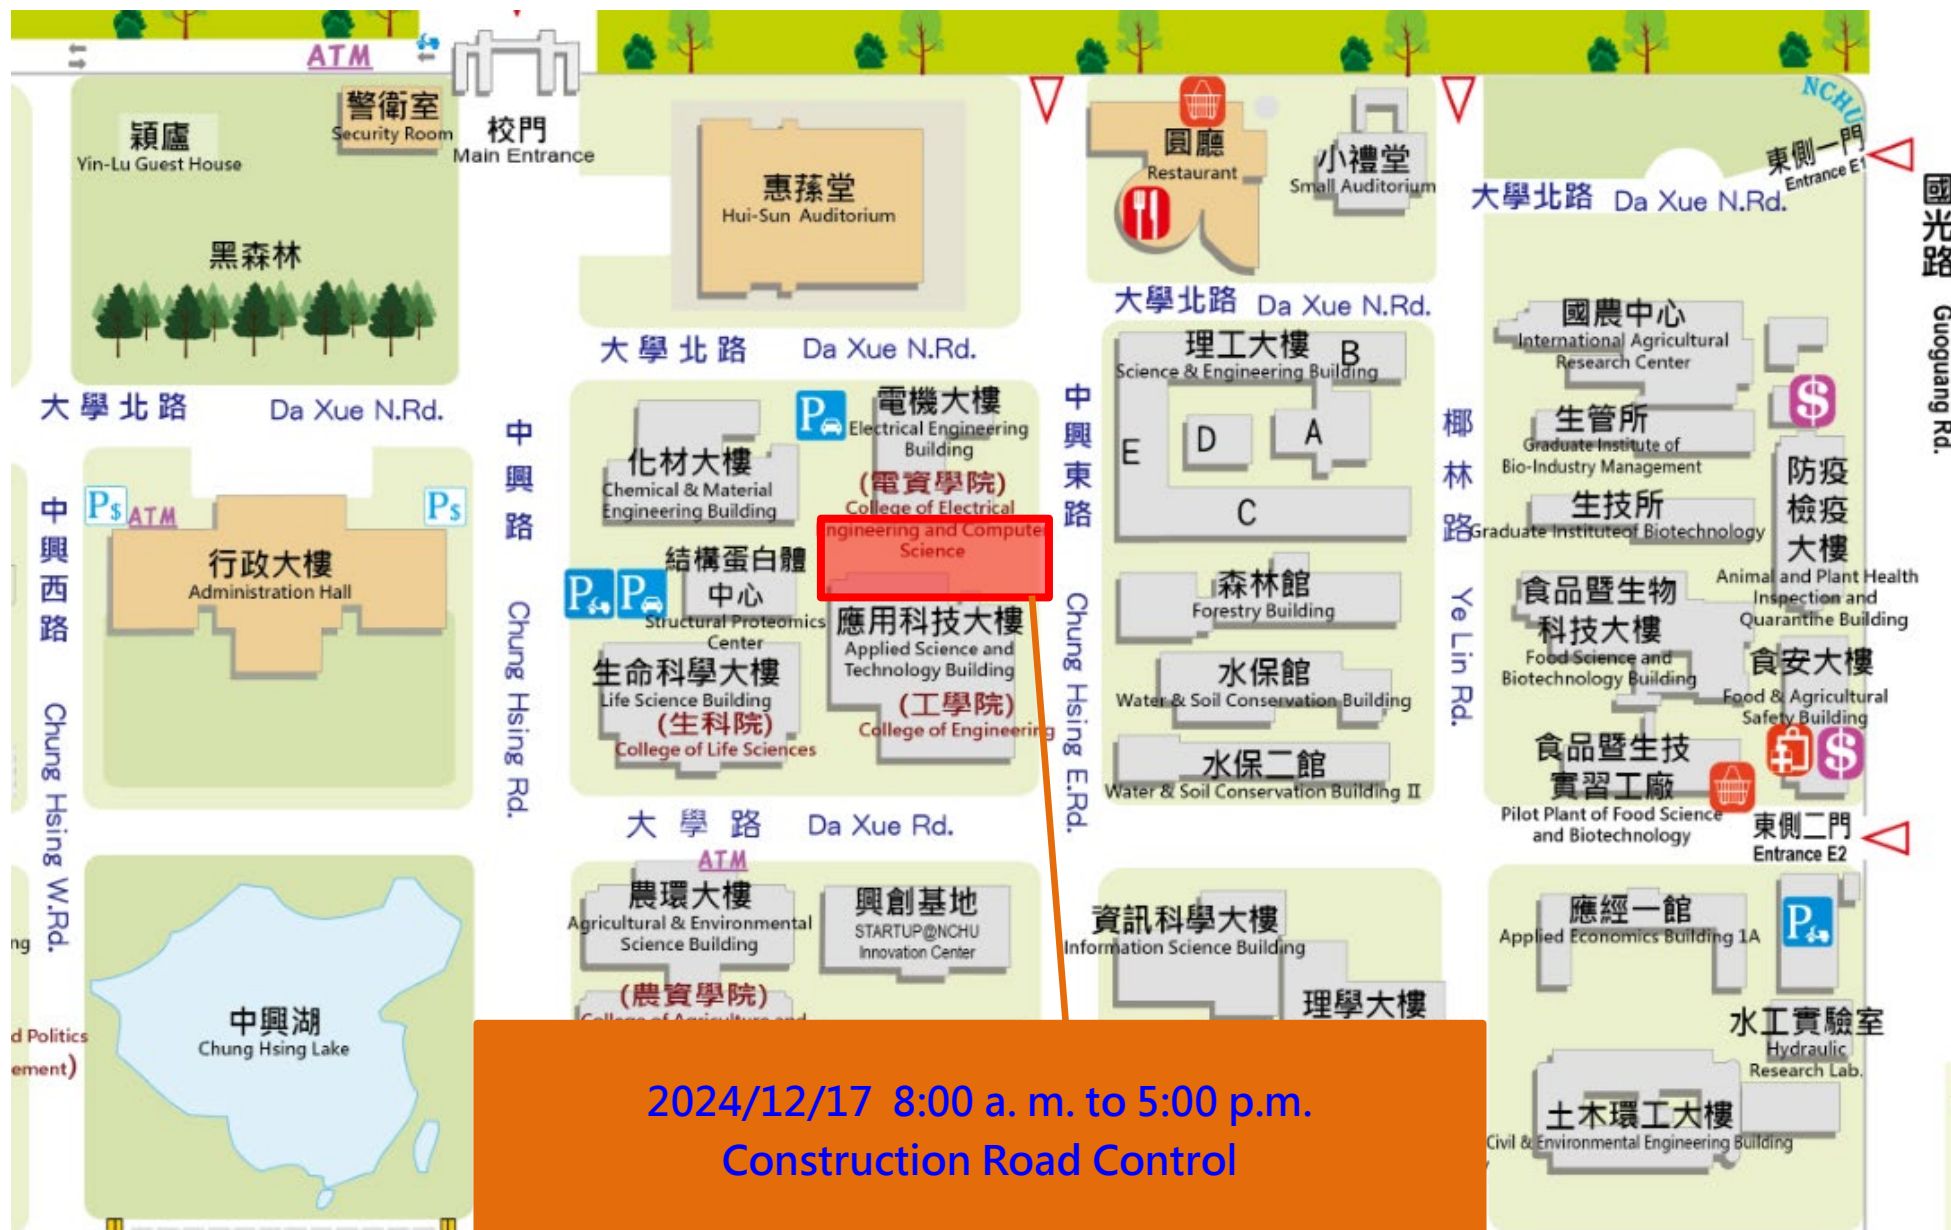 ATM
警衛室
Security Room
校門
Main Entrance
穎廬
Yin-Lu Guest House
黑森林
惠蓀堂
Hui-Sun Auditorium
圓廳
Restaurant
小禮堂
Small Auditorium
NCHU
東側一門
Entrance E1
大學北路 Da Xue N.Rd.
國光路 Guoguang Rd.
大學北路 Da Xue N.Rd.
大學北路 Da Xue N.Rd.
大學北路 Da Xue N.Rd.
中興西路 Chung Hsing W.Rd.
中興路 Chung Hsing Rd.
中興東路 Chung Hsing E.Rd.
椰林路 Ye Lin Rd.
P$
ATM
P$
行政大樓
Administration Hall
化材大樓
Chemical & Material
Engineering Building
P
電機大樓
Electrical Engineering
Building
(電資學院)
College of Electrical
Engineering and Computer
Science
P
P
結構蛋白體
中心
Structural Proteomics
Center
應用科技大樓
Applied Science and
Technology Building
(工學院)
College of Engineering
生命科學大樓
Life Science Building
(生科院)
College of Life Sciences
理工大樓
Science & Engineering Building
B
E
D
A
C
森林館
Forestry Building
水保館
Water & Soil Conservation Building
水保二館
Water & Soil Conservation Building II
國農中心
International Agricultural
Research Center
$
生管所
Graduate Institute of
Bio-Industry Management
生技所
Graduate Instituteof Biotechnology
防疫
檢疫
大樓
Animal and Plant Health
Inspection and
Quarantine Building
食品暨生物
科技大樓
Food Science and
Biotechnology Building
食安大樓
Food & Agricultural
Safety Building
$
食品暨生技
實習工廠
Pilot Plant of Food Science
and Biotechnology
東側二門
Entrance E2
大學路 Da Xue Rd.
ATM
農環大樓
Agricultural & Environmental
Science Building
(農資學院)
College of Agriculture and
興創基地
STARTUP@NCHU
Innovation Center
資訊科學大樓
Information Science Building
理學大樓
應經一館
Applied Economics Building 1A
P
水工實驗室
Hydraulic
Research Lab.
土木環工大樓
Civil & Environmental Engineering Building
中興湖
Chung Hsing Lake
d Politics
ement)
ng
2024/12/17 8:00 a. m. to 5:00 p.m.
Construction Road Control